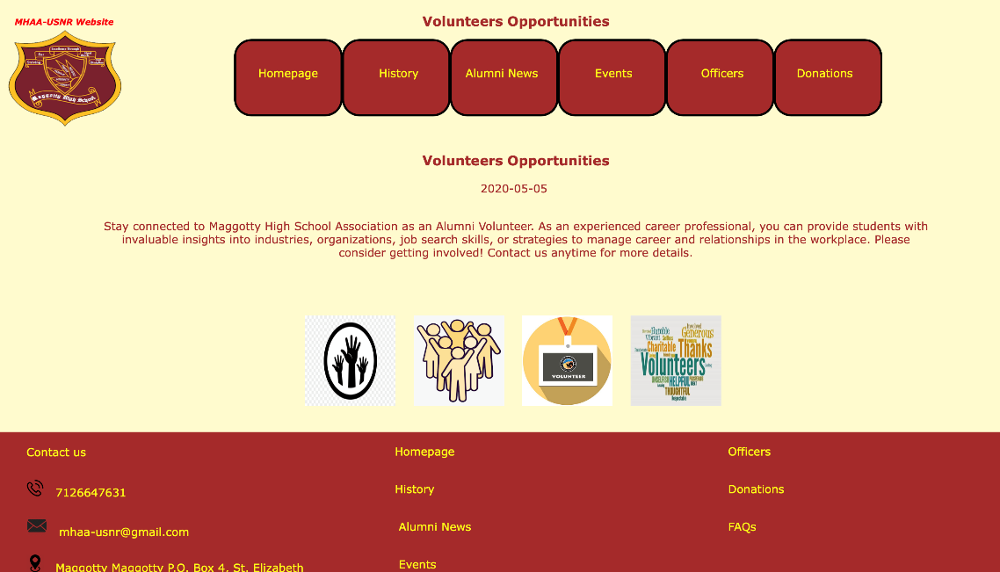 MHAA-USNR Website
Volunteers Opportunities
Maggotty High School
Homepage
History
Alumni News
Events
Officers
Donations
Volunteers Opportunities
2020-05-05
Stay connected to Maggotty High School Association as an Alumni Volunteer. As an experienced career professional, you can provide students with
invaluable insights into industries, organizations, job search skills, or strategies to manage career and relationships in the workplace. Please
consider getting involved! Contact us anytime for more details.
VOLUNTEER
Humble
Vibrant
Involved
Generous
Charitable
Thanks
Volunteers
UNSELFISH
HELPFUL
THOUGHTFUL
Contact us
7126647631
mhaa-usnr@gmail.com
Maggotty Maggotty P.O. Box 4, St. Elizabeth
Homepage
History
Alumni News
Events
Officers
Donations
FAQs